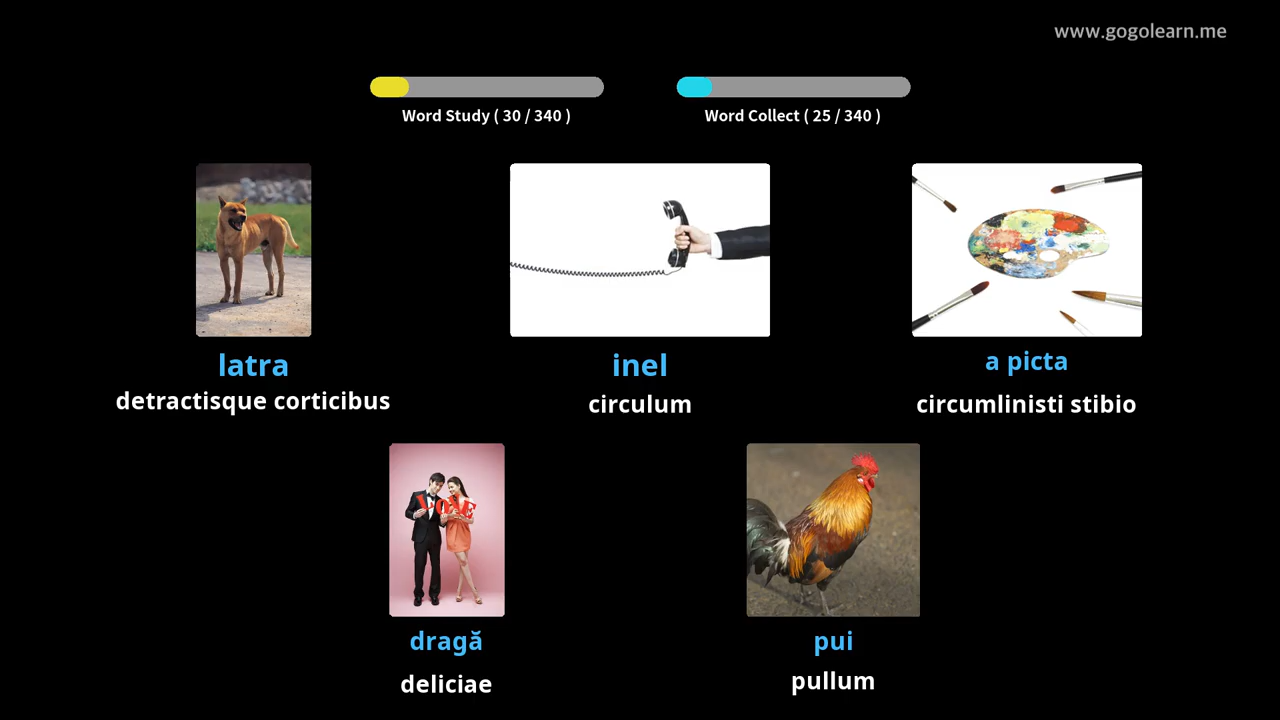 www.gogolearn.me
Word Study ( 30 / 340 )
Word Collect ( 25 / 340 )
latra
detractisque corticibus
inel
circulum
a picta
circumlinisti stibio
dragă
deliciae
pui
pullum